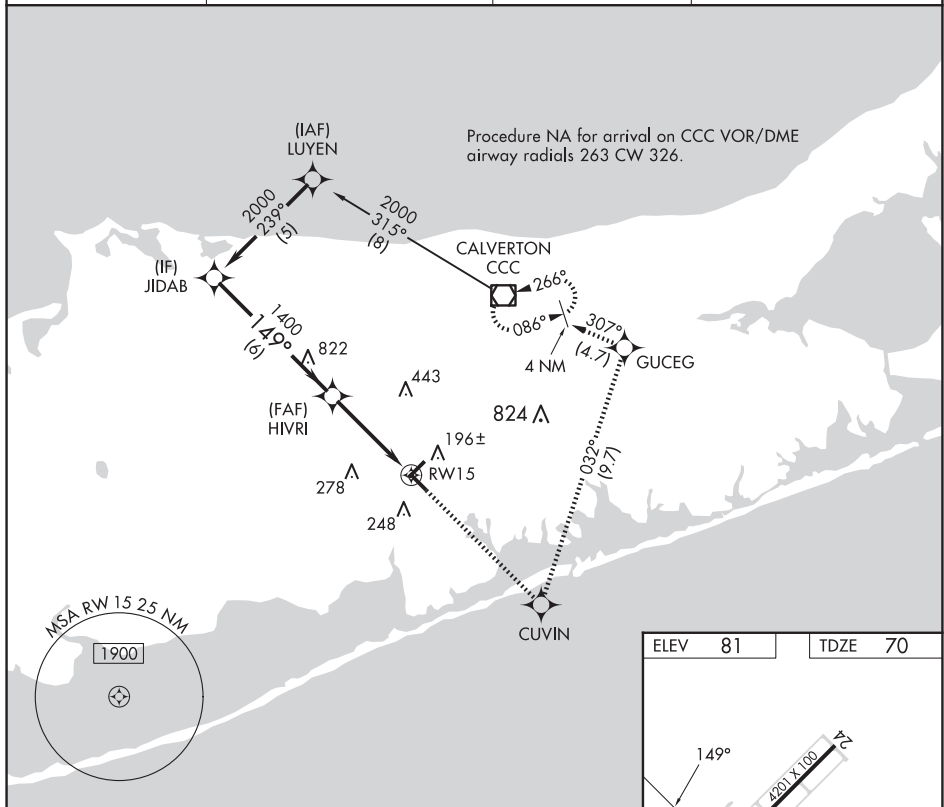 (IAF)
LUYEN
Procedure NA for arrival on CCC VOR/DME
airway radials 263 CW 326.
2000
239°
(5)
2000
315°
(8)
CALVERTON
CCC
266°
086°
307°
(4.7)
4 NM
GUCEG
(IF)
JIDAB
1400
149°
(6)
822
443
(FAF)
HIVRI
824
196±
RW15
278
248
032°
(9.7)
CUVIN
MSA RW 15 25 NM
1900
ELEV 81
TDZE 70
149°
4201 X 100
24